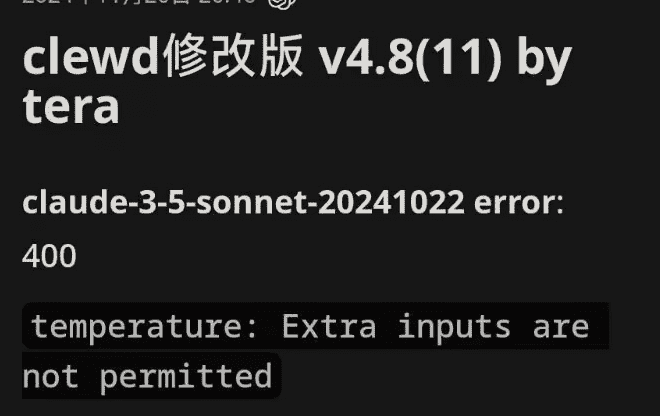 clewd修改版 v4.8(11) by
tera
claude-3-5-sonnet-20241022 error:
400
temperature: Extra inputs are
not permitted